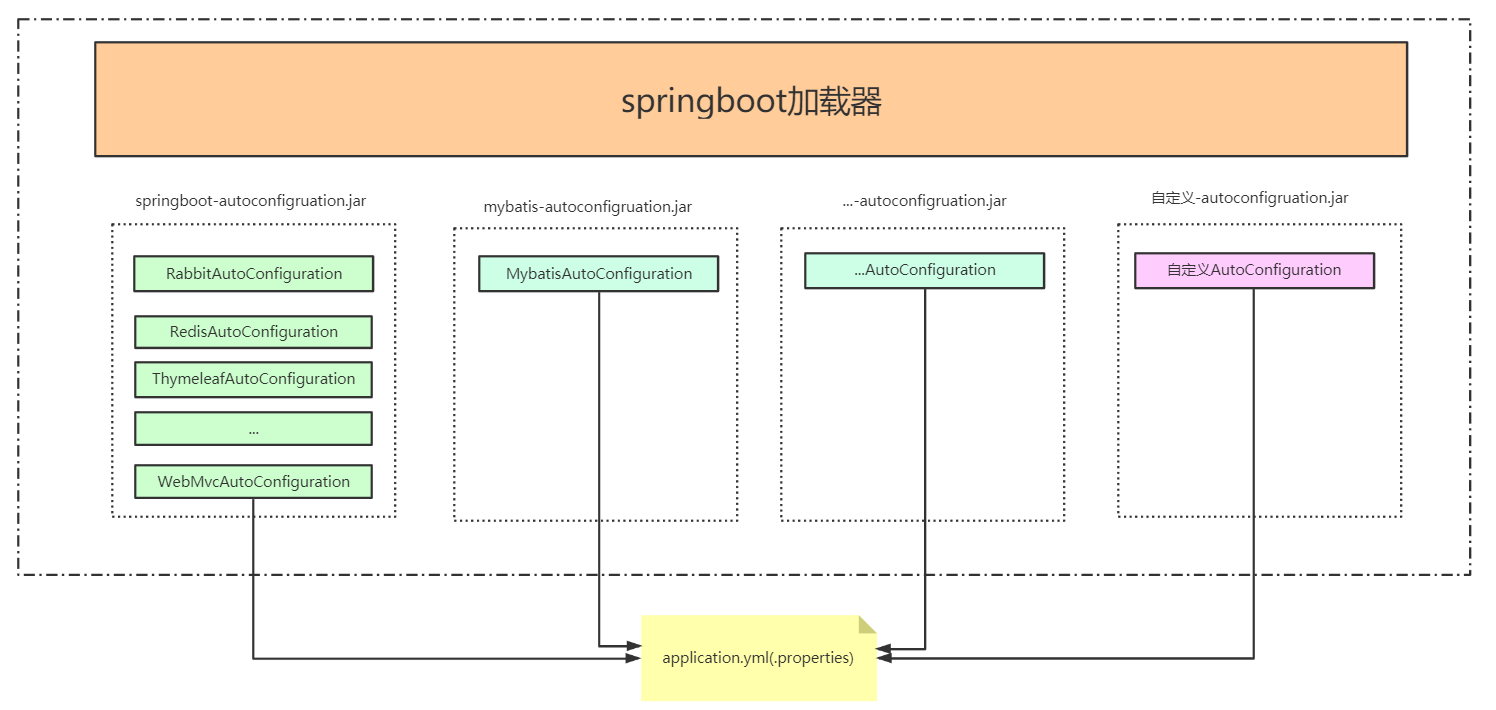 springboot加载器
springboot-autoconfigruation.jar
mybatis-autoconfigruation.jar
...-autoconfigruation.jar
自定义-autoconfigruation.jar
RabbitAutoConfiguration
RedisAutoConfiguration
ThymeleafAutoConfiguration
...
WebMvcAutoConfiguration
MybatisAutoConfiguration
...AutoConfiguration
自定义AutoConfiguration
application.yml(.properties)